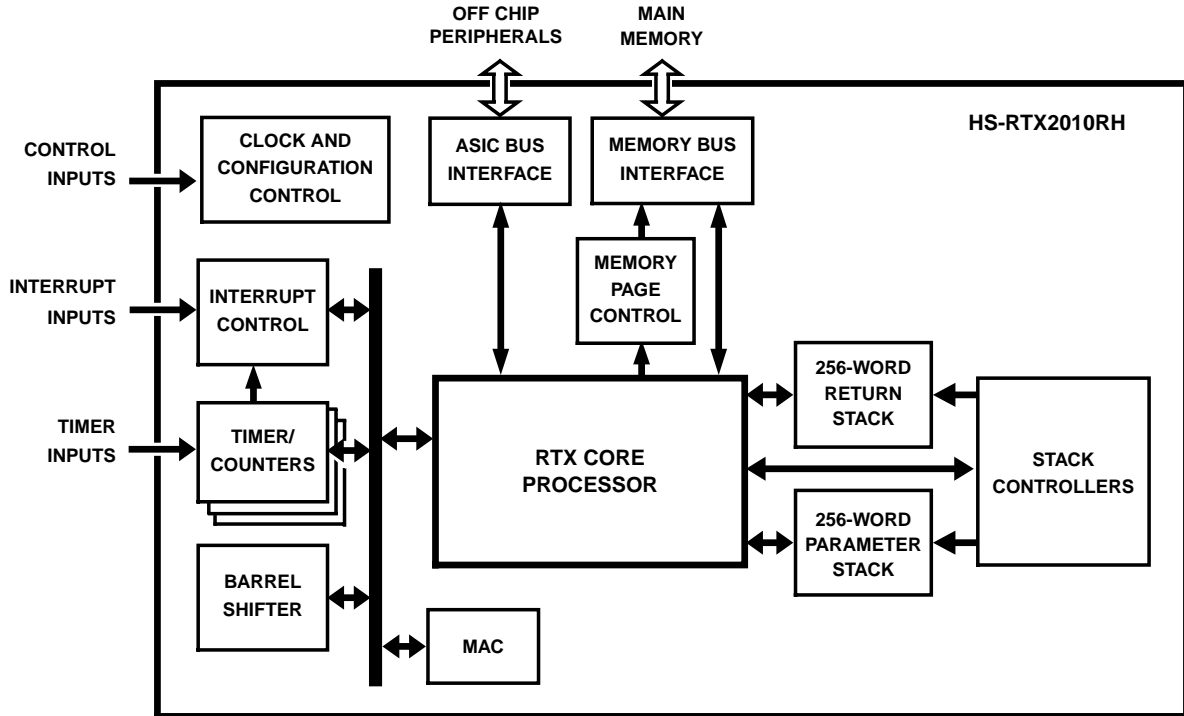 OFF CHIP
PERIPHERALS
MAIN
MEMORY
HS-RTX2010RH
CONTROL
INPUTS
CLOCK AND
CONFIGURATION
CONTROL
ASIC BUS
INTERFACE
MEMORY BUS
INTERFACE
INTERRUPT
INPUTS
INTERRUPT
CONTROL
MEMORY
PAGE
CONTROL
TIMER
INPUTS
TIMER/
COUNTERS
RTX CORE
PROCESSOR
256-WORD
RETURN
STACK
STACK
CONTROLLERS
256-WORD
PARAMETER
STACK
BARREL
SHIFTER
MAC